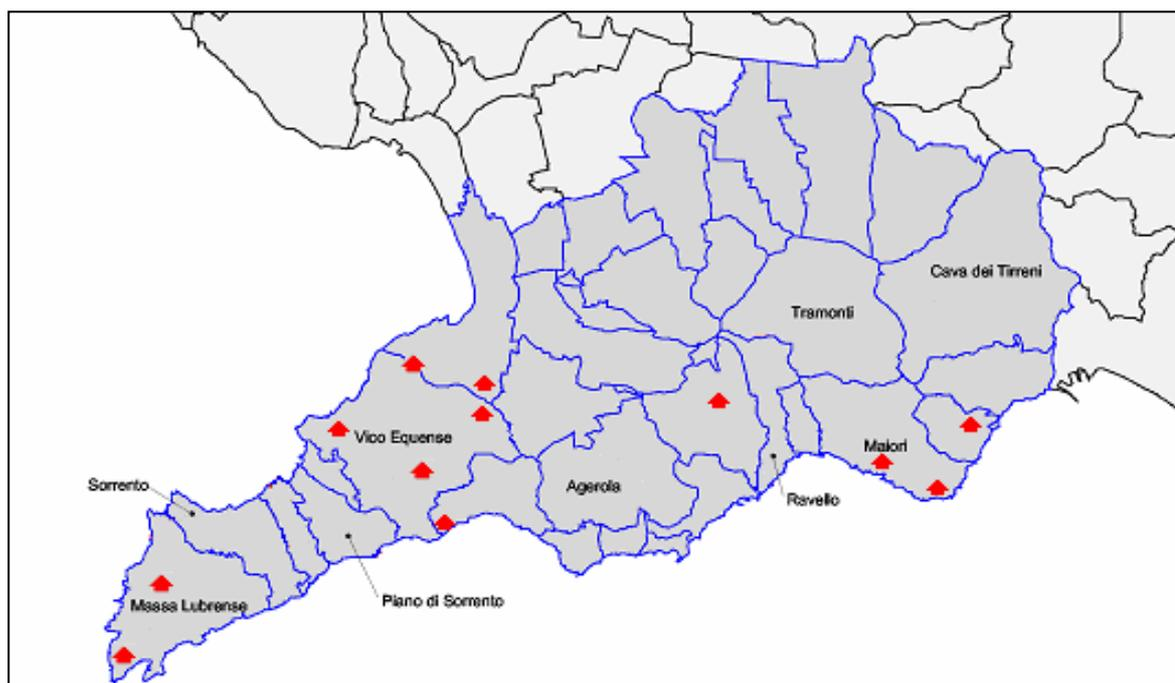 Cava dei Tirreni
Tramonti
Vico Equense
Maiori
Sorrento
Agerola
Ravello
Piano di Sorrento
Massa Lubrense